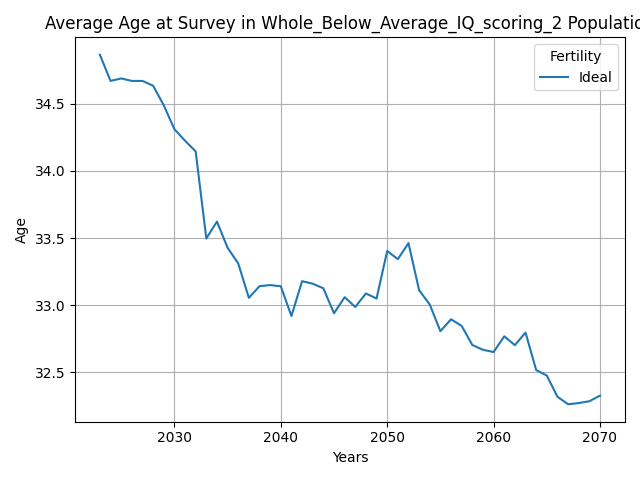 Average Age at Survey in Whole_Below_Average_IQ_scoring_2 Populatio
Fertility
Ideal
34.5
34.0
33.5
33.0
32.5
Age
2030 2040 2050 2060 2070
Years